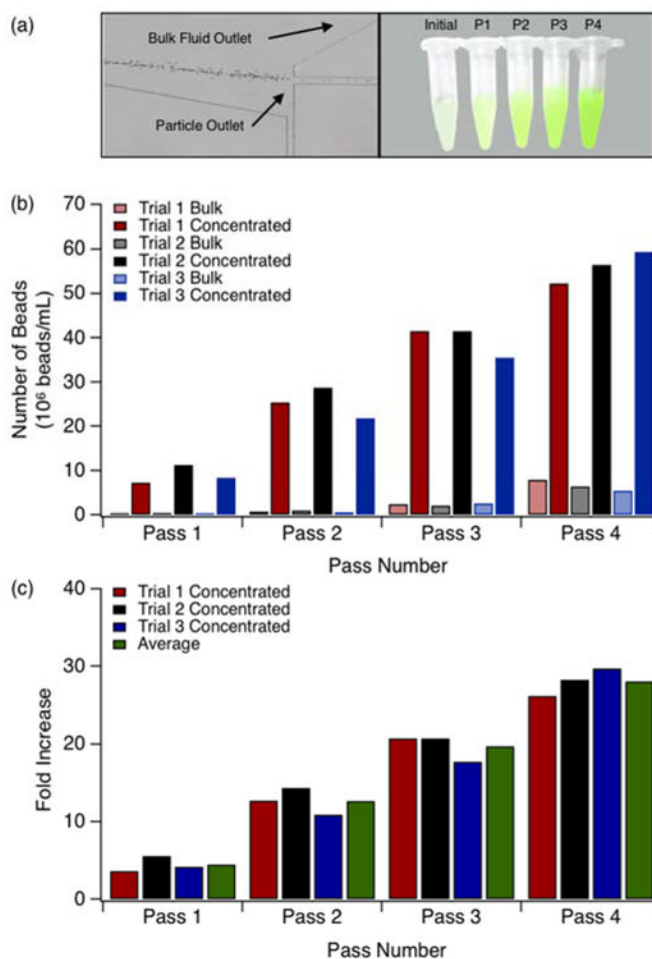 (a)
Bulk Fluid Outlet
Particle Outlet
Initial P1 P2 P3 P4
(b)
Trial 1 Bulk
Trial 1 Concentrated
Trial 2 Bulk
Trial 2 Concentrated
Trial 3 Bulk
Trial 3 Concentrated
Number of Beads
(10⁶ beads/mL)
70
60
50
40
30
20
10
0
Pass 1 Pass 2 Pass 3 Pass 4
Pass Number
(c)
Trial 1 Concentrated
Trial 2 Concentrated
Trial 3 Concentrated
Average
Fold Increase
40
30
20
10
0
Pass 1 Pass 2 Pass 3 Pass 4
Pass Number